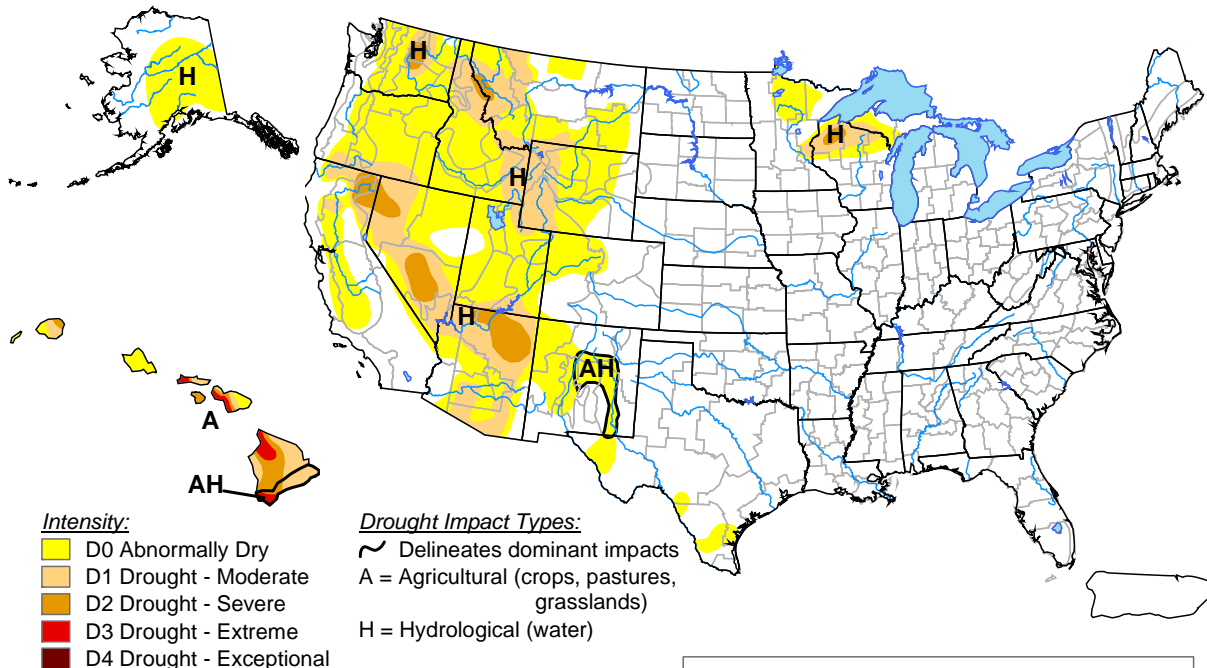 H
H
H
H
H
AH
A
AH
Intensity:
D0 Abnormally Dry
D1 Drought - Moderate
D2 Drought - Severe
D3 Drought - Extreme
D4 Drought - Exceptional
Drought Impact Types:
Delineates dominant impacts
A = Agricultural (crops, pastures,
grasslands)
H = Hydrological (water)